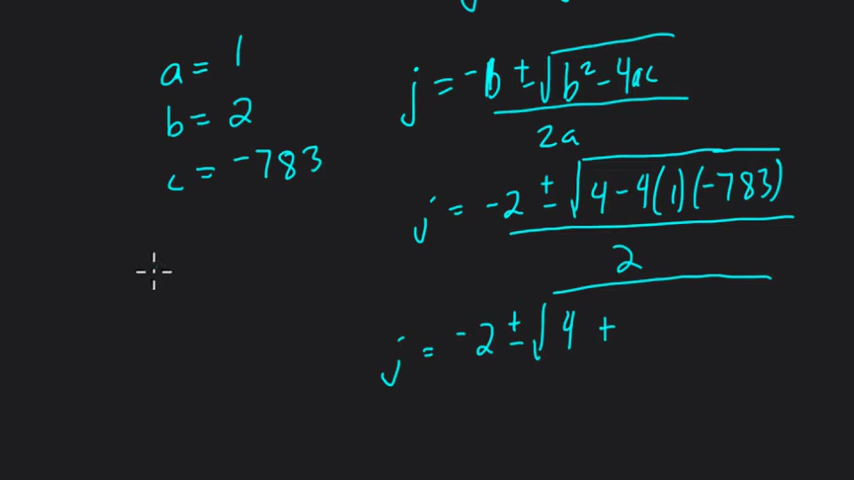 a = 1
b = 2
c = -783
j = -b ± √b² - 4ac
2a
j = -2 ± √4 - 4(1)(-783)
2
j = -2 ± √4 +